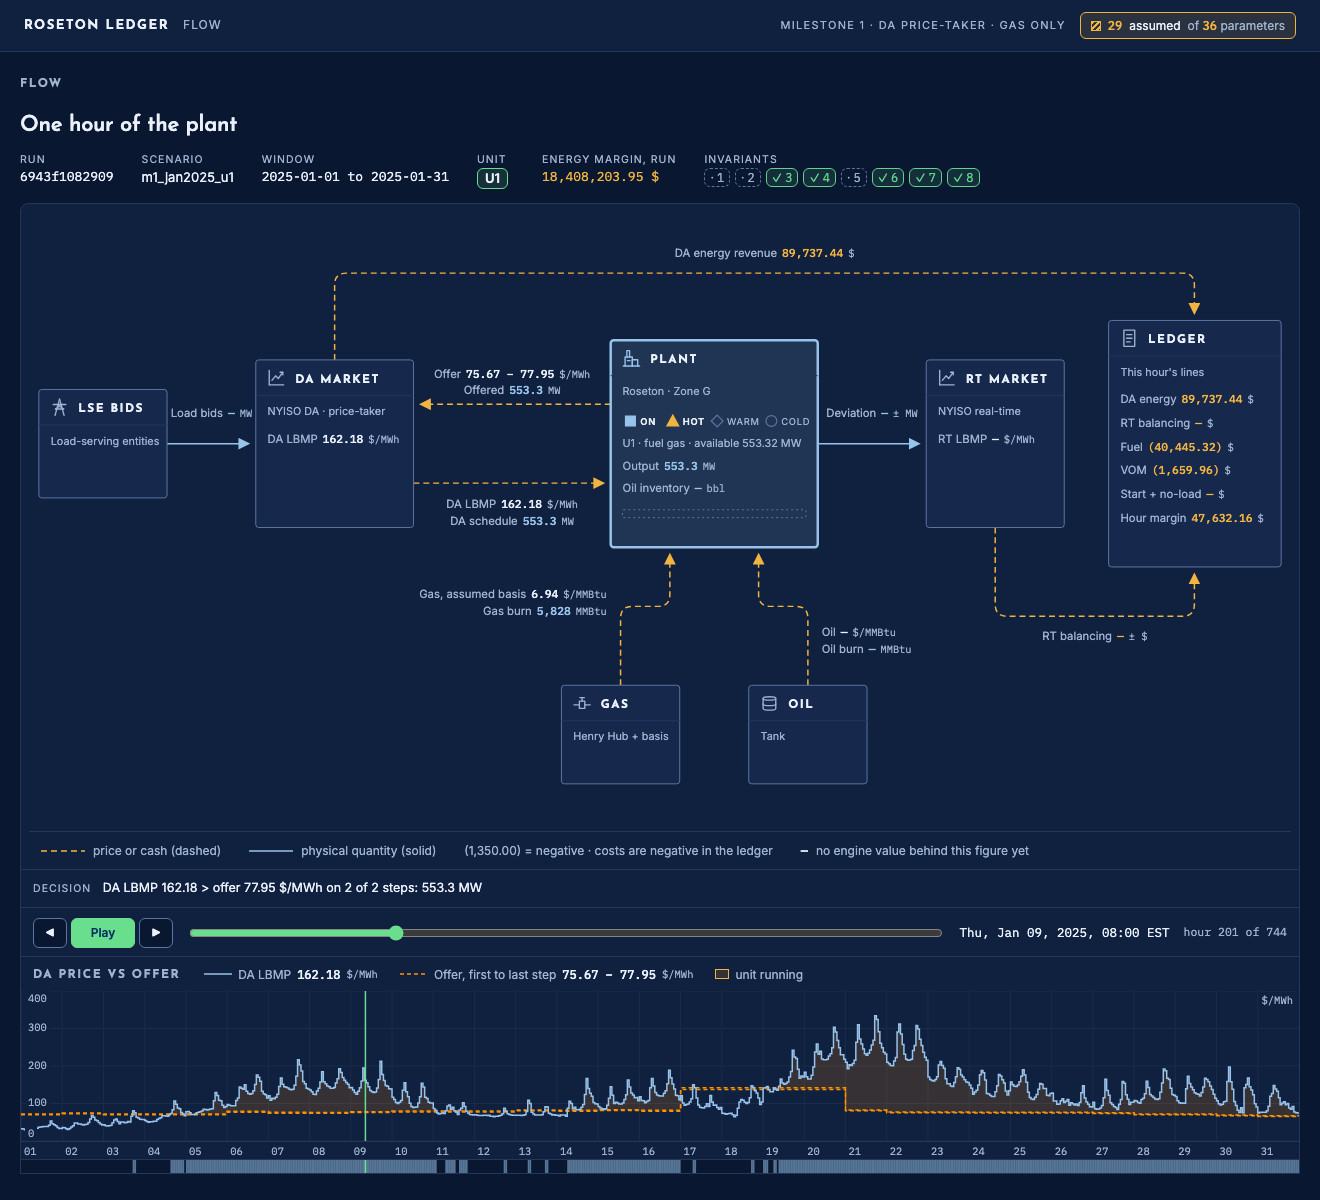 ROSETON LEDGER FLOW
MILESTONE 1 · DA PRICE-TAKER · GAS ONLY
29 assumed of 36 parameters
FLOW
One hour of the plant
RUN
6943f1082909
SCENARIO
m1_jan2025_u1
WINDOW
2025-01-01 to 2025-01-31
UNIT
U1
ENERGY MARGIN, RUN
18,408,203.95 $
INVARIANTS
· 1 · 2 ✓ 3 ✓ 4 · 5 ✓ 6 ✓ 7 ✓ 8
DA energy revenue 89,737.44 $
LSE BIDS
Load-serving entities
Load bids — MW
DA MARKET
NYISO DA · price-taker
DA LBMP 162.18 $/MWh
Offer 75.67 – 77.95 $/MWh
Offered 553.3 MW
DA LBMP 162.18 $/MWh
DA schedule 553.3 MW
PLANT
Roseton · Zone G
ON HOT WARM COLD
U1 · fuel gas · available 553.32 MW
Output 553.3 MW
Oil inventory — bbl
Deviation — ± MW
RT MARKET
NYISO real-time
RT LBMP — $/MWh
LEDGER
This hour's lines
DA energy 89,737.44 $
RT balancing — $
Fuel (40,445.32) $
VOM (1,659.96) $
Start + no-load — $
Hour margin 47,632.16 $
Gas, assumed basis 6.94 $/MMBtu
Gas burn 5,828 MMBtu
Oil — $/MMBtu
Oil burn — MMBtu
RT balancing — ± $
GAS
Henry Hub + basis
OIL
Tank
price or cash (dashed)
physical quantity (solid)
(1,350.00) = negative · costs are negative in the ledger
— no engine value behind this figure yet
DECISION DA LBMP 162.18 > offer 77.95 $/MWh on 2 of 2 steps: 553.3 MW
◀ Play ▶
Thu, Jan 09, 2025, 08:00 EST hour 201 of 744
DA PRICE VS OFFER
DA LBMP 162.18 $/MWh
Offer, first to last step 75.67 – 77.95 $/MWh
unit running
$/MWh
400
300
200
100
0
01 02 03 04 05 06 07 08 09 10 11 12 13 14 15 16 17 18 19 20 21 22 23 24 25 26 27 28 29 30 31